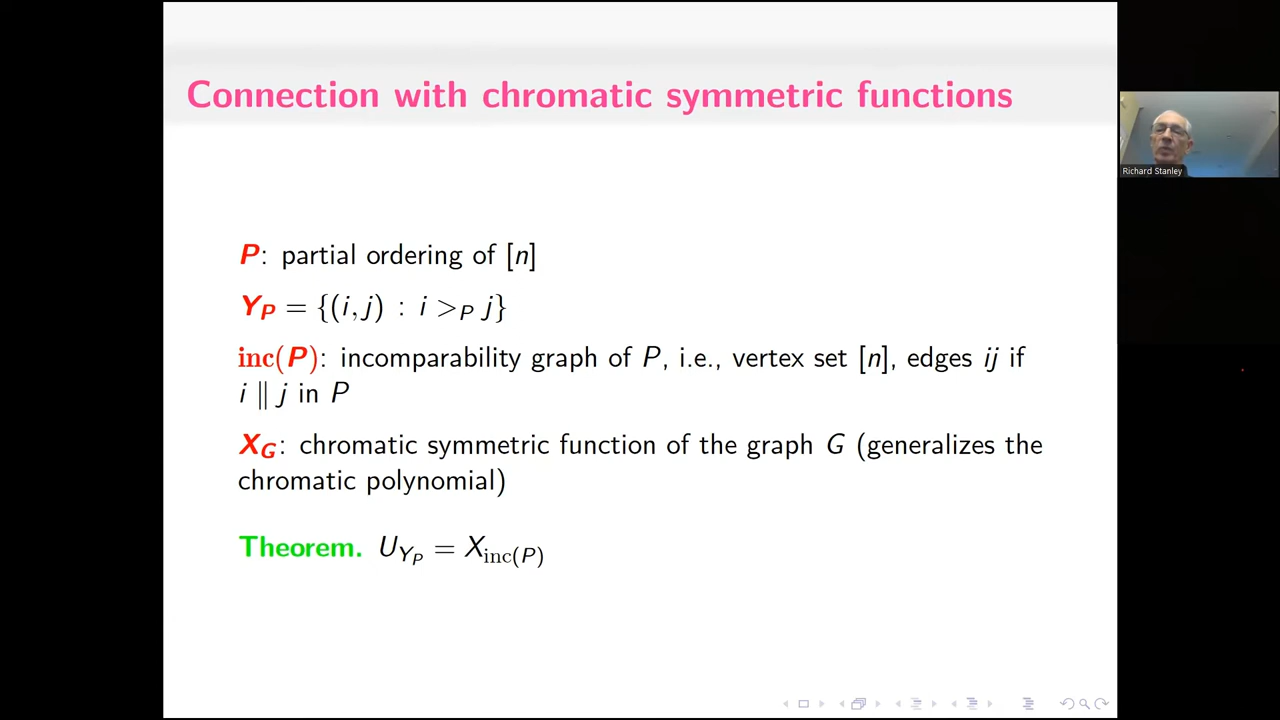 Connection with chromatic symmetric functions
Richard Stanley
P: partial ordering of [n]
Y_P = {(i, j) : i >_P j}
inc(P): incomparability graph of P, i.e., vertex set [n], edges ij if
i ∥ j in P
X_G: chromatic symmetric function of the graph G (generalizes the
chromatic polynomial)
Theorem. U_{Y_P} = X_{inc(P)}